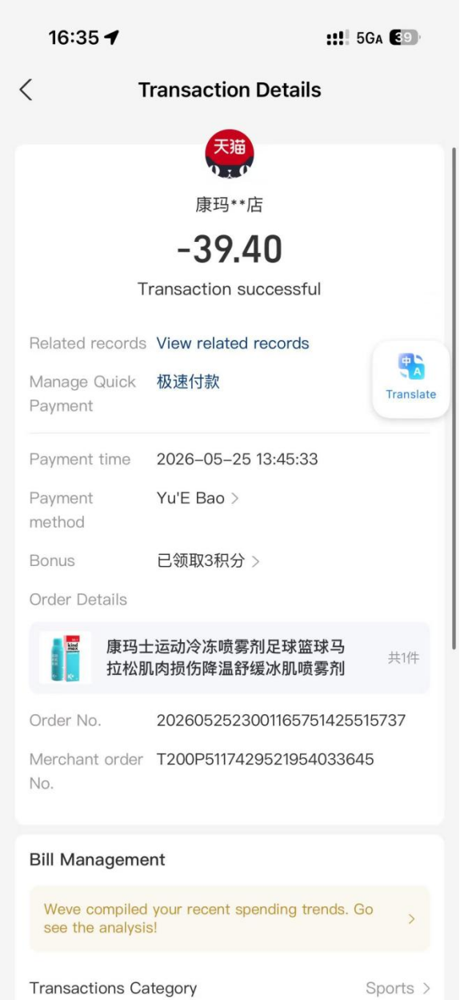 16:35
5GA 39
Transaction Details
天猫
康玛**店
-39.40
Transaction successful
Related records View related records
Manage Quick Payment 极速付款
中 A
Translate
Payment time 2026-05-25 13:45:33
Payment method Yu'E Bao >
Bonus 已领取3积分 >
Order Details
kind max
康玛士运动冷冻喷雾剂足球篮球马
拉松肌肉损伤降温舒缓冰肌喷雾剂
共1件
Order No. 2026052523001165751425515737
Merchant order No. T200P5117429521954033645
Bill Management
Weve compiled your recent spending trends. Go
see the analysis!
Transactions Category Sports >